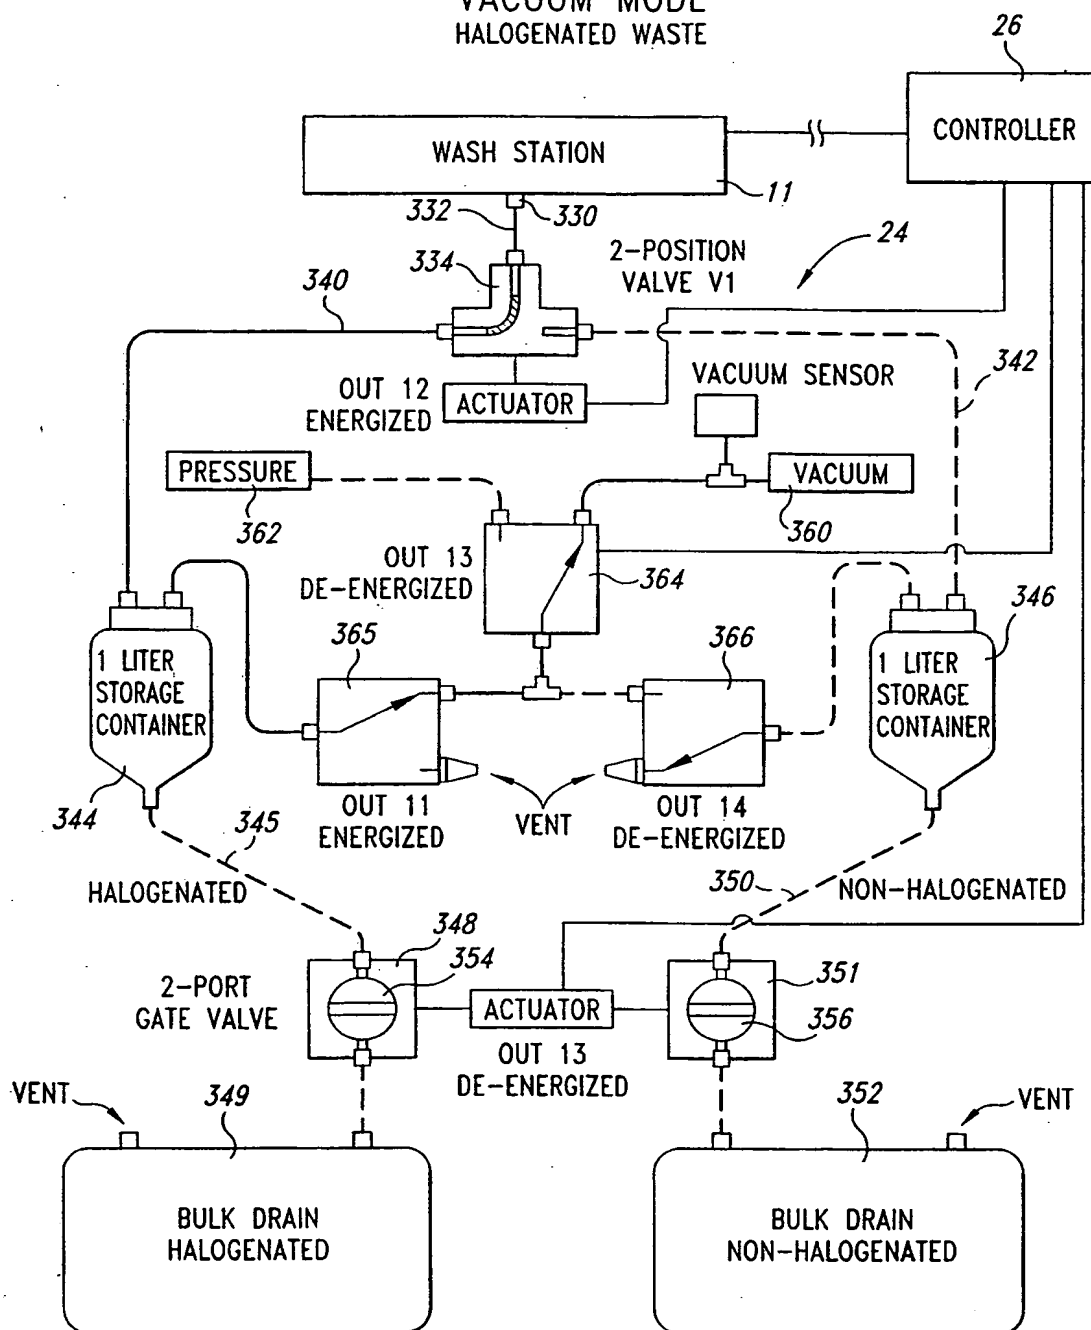 VACUUM MODE
HALOGENATED WASTE
26
CONTROLLER
WASH STATION
11
332
330
24
334
2-POSITION
VALVE V1
340
342
OUT 12
ENERGIZED
ACTUATOR
VACUUM SENSOR
PRESSURE
362
VACUUM
360
OUT 13
DE-ENERGIZED
364
365
366
346
1 LITER
STORAGE
CONTAINER
1 LITER
STORAGE
CONTAINER
344
345
OUT 11
ENERGIZED
VENT
OUT 14
DE-ENERGIZED
HALOGENATED
350
NON-HALOGENATED
348
354
351
356
2-PORT
GATE VALVE
ACTUATOR
OUT 13
DE-ENERGIZED
VENT
349
352
VENT
BULK DRAIN
HALOGENATED
BULK DRAIN
NON-HALOGENATED